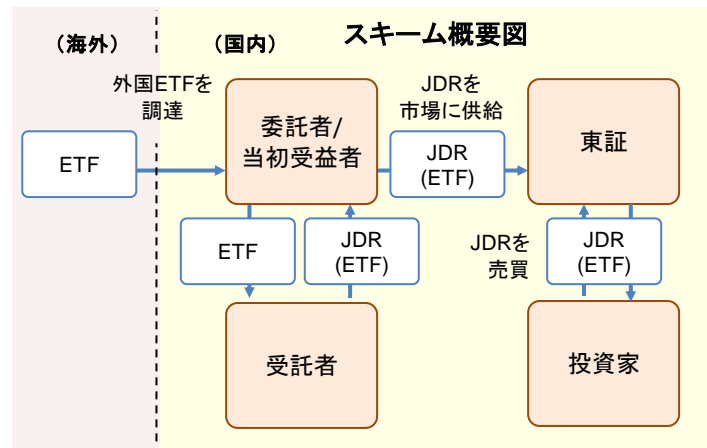 スキーム概要図
（海外）
（国内）
外国ETFを
調達
JDRを
市場に供給
ETF
委託者/
当初受益者
JDR
(ETF)
東証
ETF
JDR
(ETF)
JDRを
売買
JDR
(ETF)
受託者
投資家